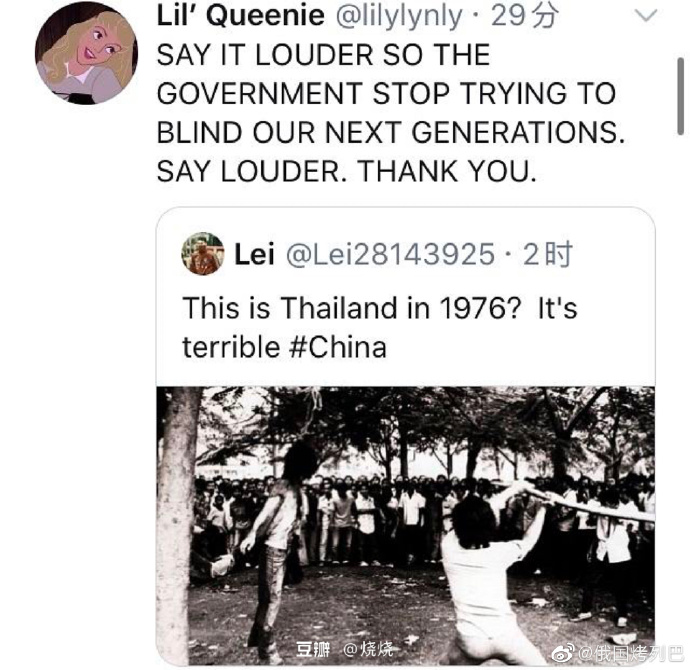 Lil’ Queenie @lilylynly · 29分
SAY IT LOUDER SO THE
GOVERNMENT STOP TRYING TO
BLIND OUR NEXT GENERATIONS.
SAY LOUDER. THANK YOU.
Lei @Lei28143925 · 2时
This is Thailand in 1976?  It's
terrible #China
豆瓣 @烧烧
@俄国烤列巴